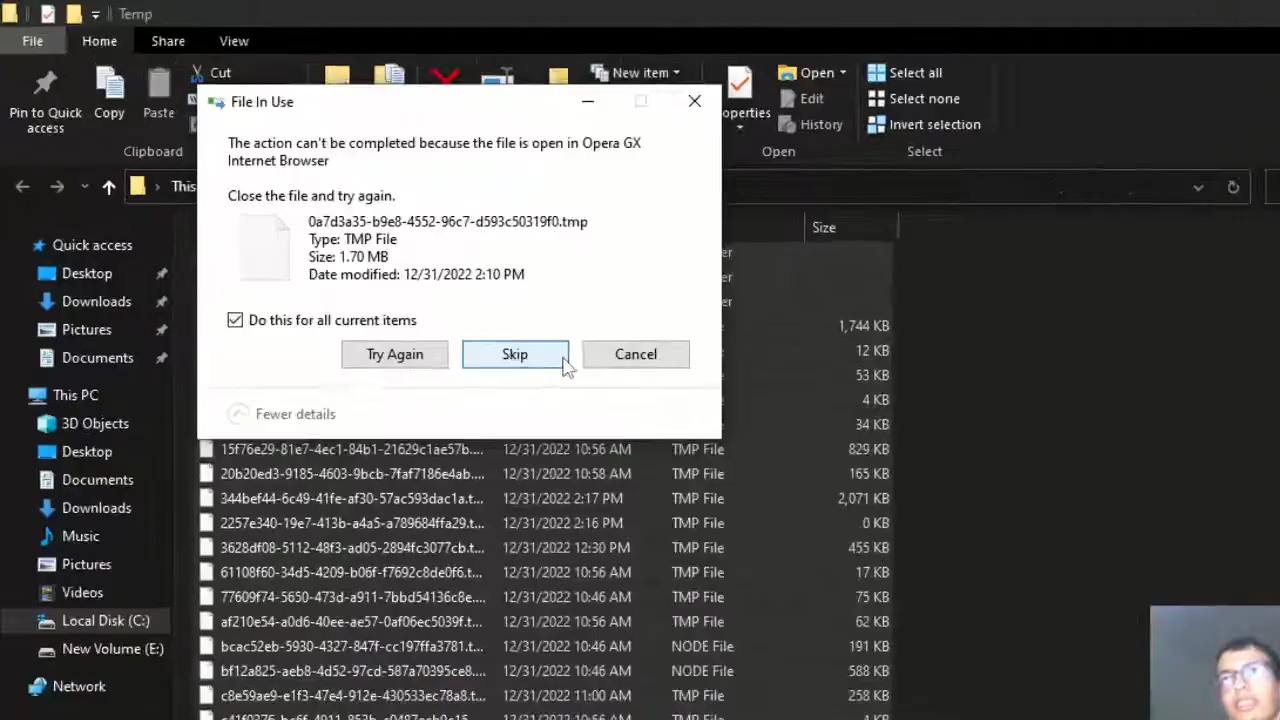 Temp
File Home Share View
Pin to Quick access
Copy
Paste
Cut
New item
Open
Edit
History
Select all
Select none
Invert selection
Clipboard
Open
Select
This
File In Use
The action can't be completed because the file is open in Opera GX
Internet Browser
Close the file and try again.
0a7d3a35-b9e8-4552-96c7-d593c50319f0.tmp
Type: TMP File
Size: 1.70 MB
Date modified: 12/31/2022 2:10 PM
Do this for all current items
Try Again Skip Cancel
Fewer details
Quick access
Desktop
Downloads
Pictures
Documents
This PC
3D Objects
Desktop
Documents
Downloads
Music
Pictures
Videos
Local Disk (C:)
New Volume (E:)
Network
Size
1,744 KB
12 KB
53 KB
4 KB
34 KB
15f76e29-81e7-4ec1-84b1-21629c1ae57b.... 12/31/2022 10:56 AM TMP File 829 KB
20b20ed3-9185-4603-9bcb-7faf7186e4ab.... 12/31/2022 10:58 AM TMP File 165 KB
344bef44-6c49-41fe-af30-57ac593dac1a.t... 12/31/2022 2:17 PM TMP File 2,071 KB
2257e340-19e7-413b-a4a5-a789684ffa29.t... 12/31/2022 2:16 PM TMP File 0 KB
3628df08-5112-48f3-ad05-2894fc3077cb.t... 12/31/2022 12:30 PM TMP File 455 KB
61108f60-34d5-4209-b06f-f7692c8de0f6.t... 12/31/2022 10:56 AM TMP File 17 KB
77609f74-5650-473d-a911-7bbd54136c8e.... 12/31/2022 10:46 AM TMP File 75 KB
af210e54-a0d6-40ee-ae57-0af06ec5039f.t... 12/31/2022 10:56 AM TMP File 62 KB
bcac52eb-5930-4327-847f-cc197ffa3781.t... 12/31/2022 10:46 AM NODE File 191 KB
bf12a825-aeb8-4d52-97cd-587a70395ce8.... 12/31/2022 10:46 AM NODE File 588 KB
c8e59ae9-e1f3-47e4-912e-430533ec78a8.t... 12/31/2022 11:00 AM TMP File 258 KB